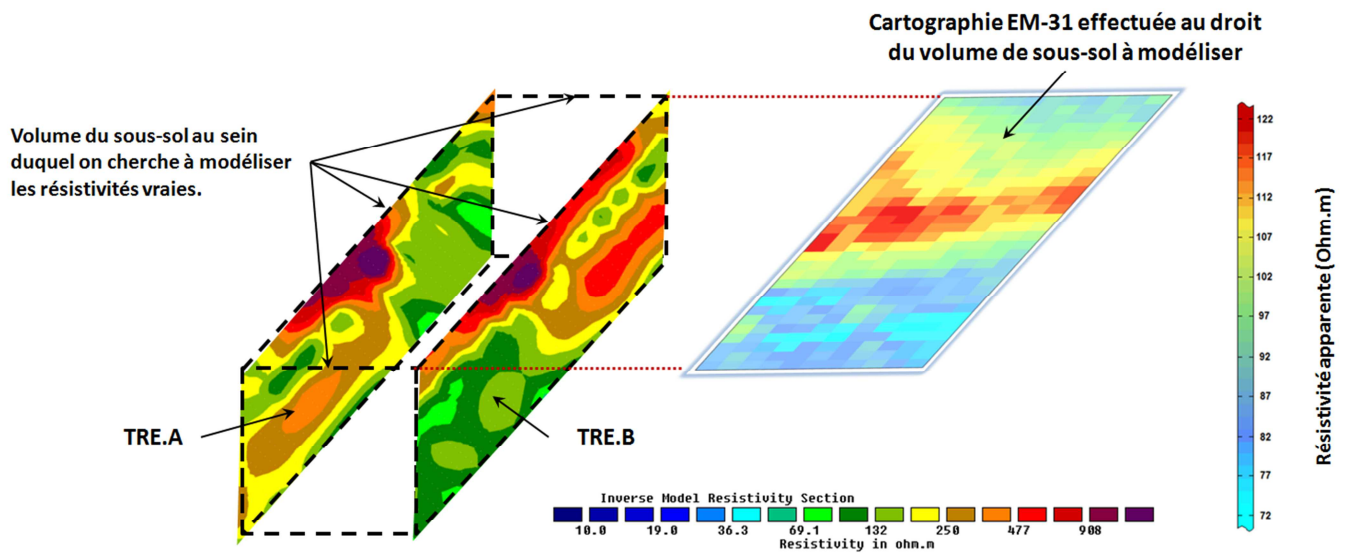 Cartographie EM-31 effectuée au droit
du volume de sous-sol à modéliser
Volume du sous-sol au sein
duquel on cherche à modéliser
les résistivités vraies.
TRE.A
TRE.B
122
117
112
107
102
97
92
87
82
77
72
Résistivité apparente (Ohm.m)
Inverse Model Resistivity Section
10.0 19.0 36.3 69.1 132 250 477 908
Resistivity in ohm.m